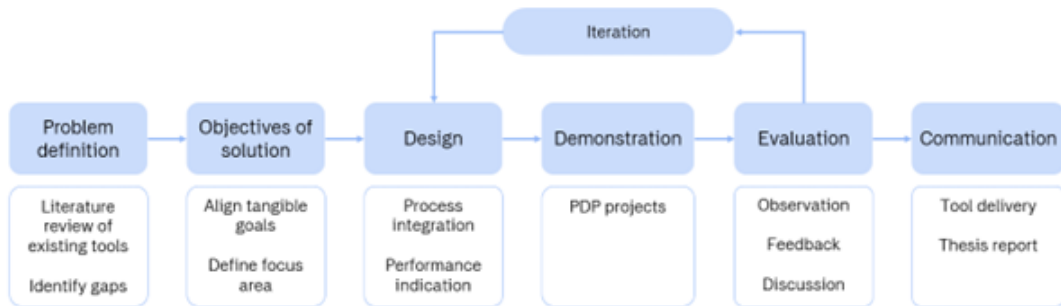 Iteration
Problem
definition
Objectives of
solution
Design
Demonstration
Evaluation
Communication
Literature
review of
existing tools
Identify gaps
Align tangible
goals
Define focus
area
Process
integration
Performance
indication
PDP projects
Observation
Feedback
Discussion
Tool delivery
Thesis report